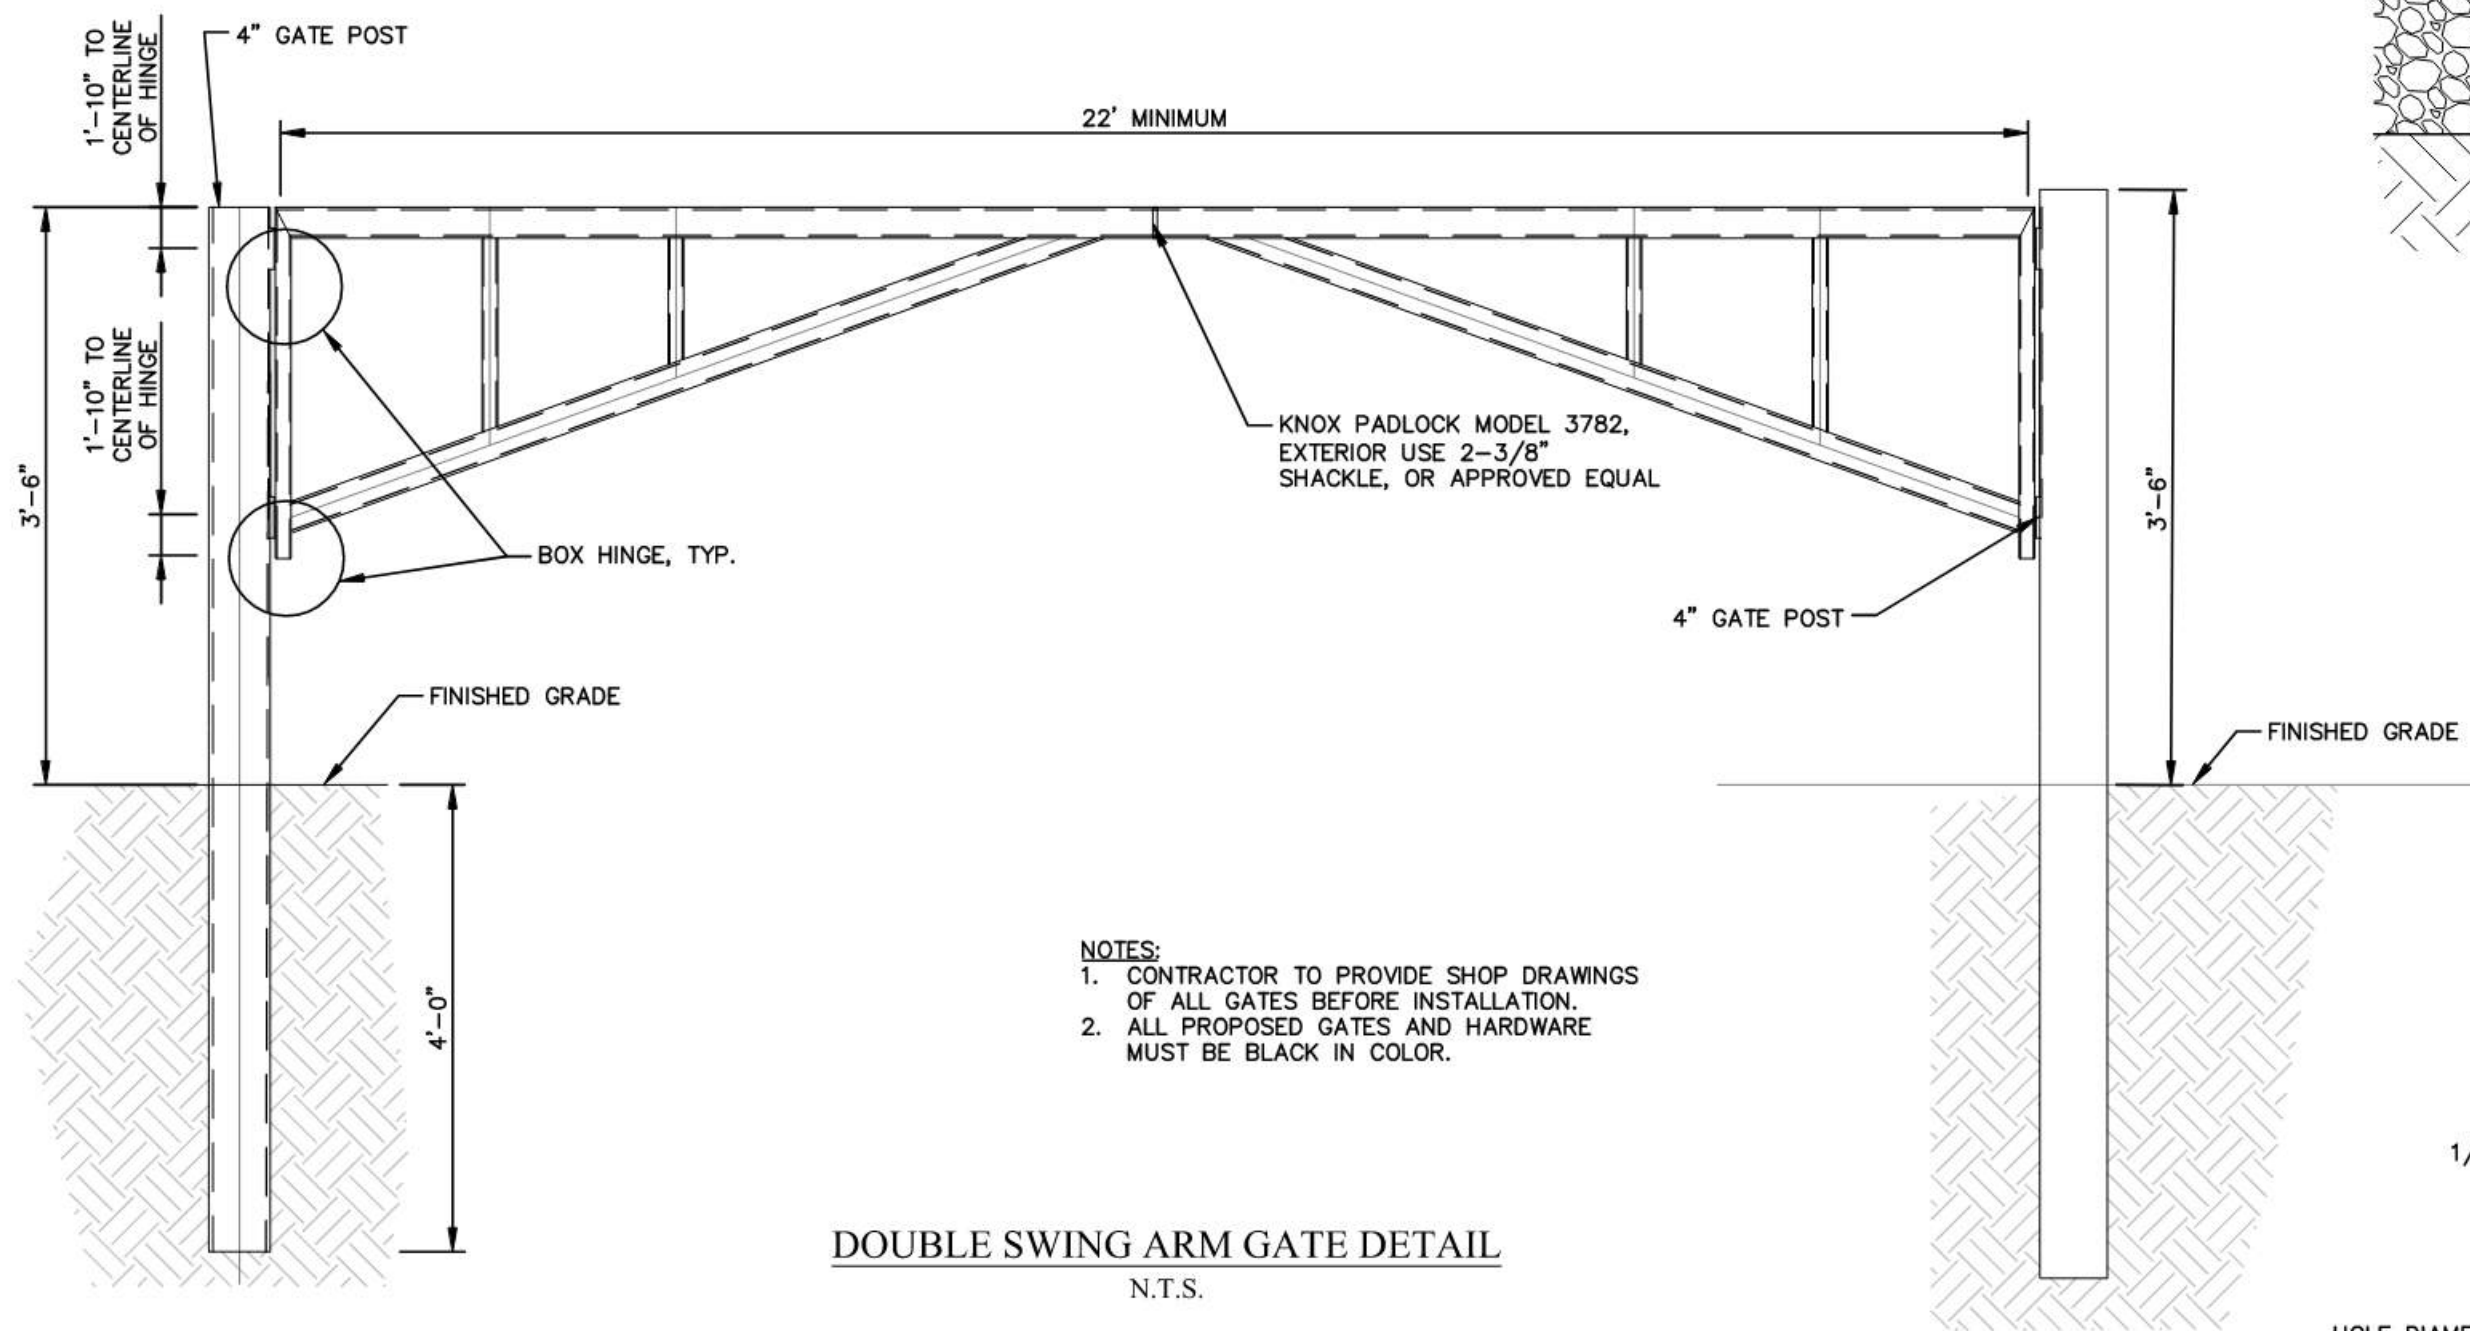 1'-10" TO
CENTERLINE
OF HINGE
4" GATE POST
22' MINIMUM
1'-10" TO
CENTERLINE
OF HINGE
3'-6"
KNOX PADLOCK MODEL 3782,
EXTERIOR USE 2-3/8"
SHACKLE, OR APPROVED EQUAL
3'-6"
BOX HINGE, TYP.
4" GATE POST
FINISHED GRADE
FINISHED GRADE
4'-0"
NOTES:
1. CONTRACTOR TO PROVIDE SHOP DRAWINGS
OF ALL GATES BEFORE INSTALLATION.
2. ALL PROPOSED GATES AND HARDWARE
MUST BE BLACK IN COLOR.
1/
DOUBLE SWING ARM GATE DETAIL
N.T.S.